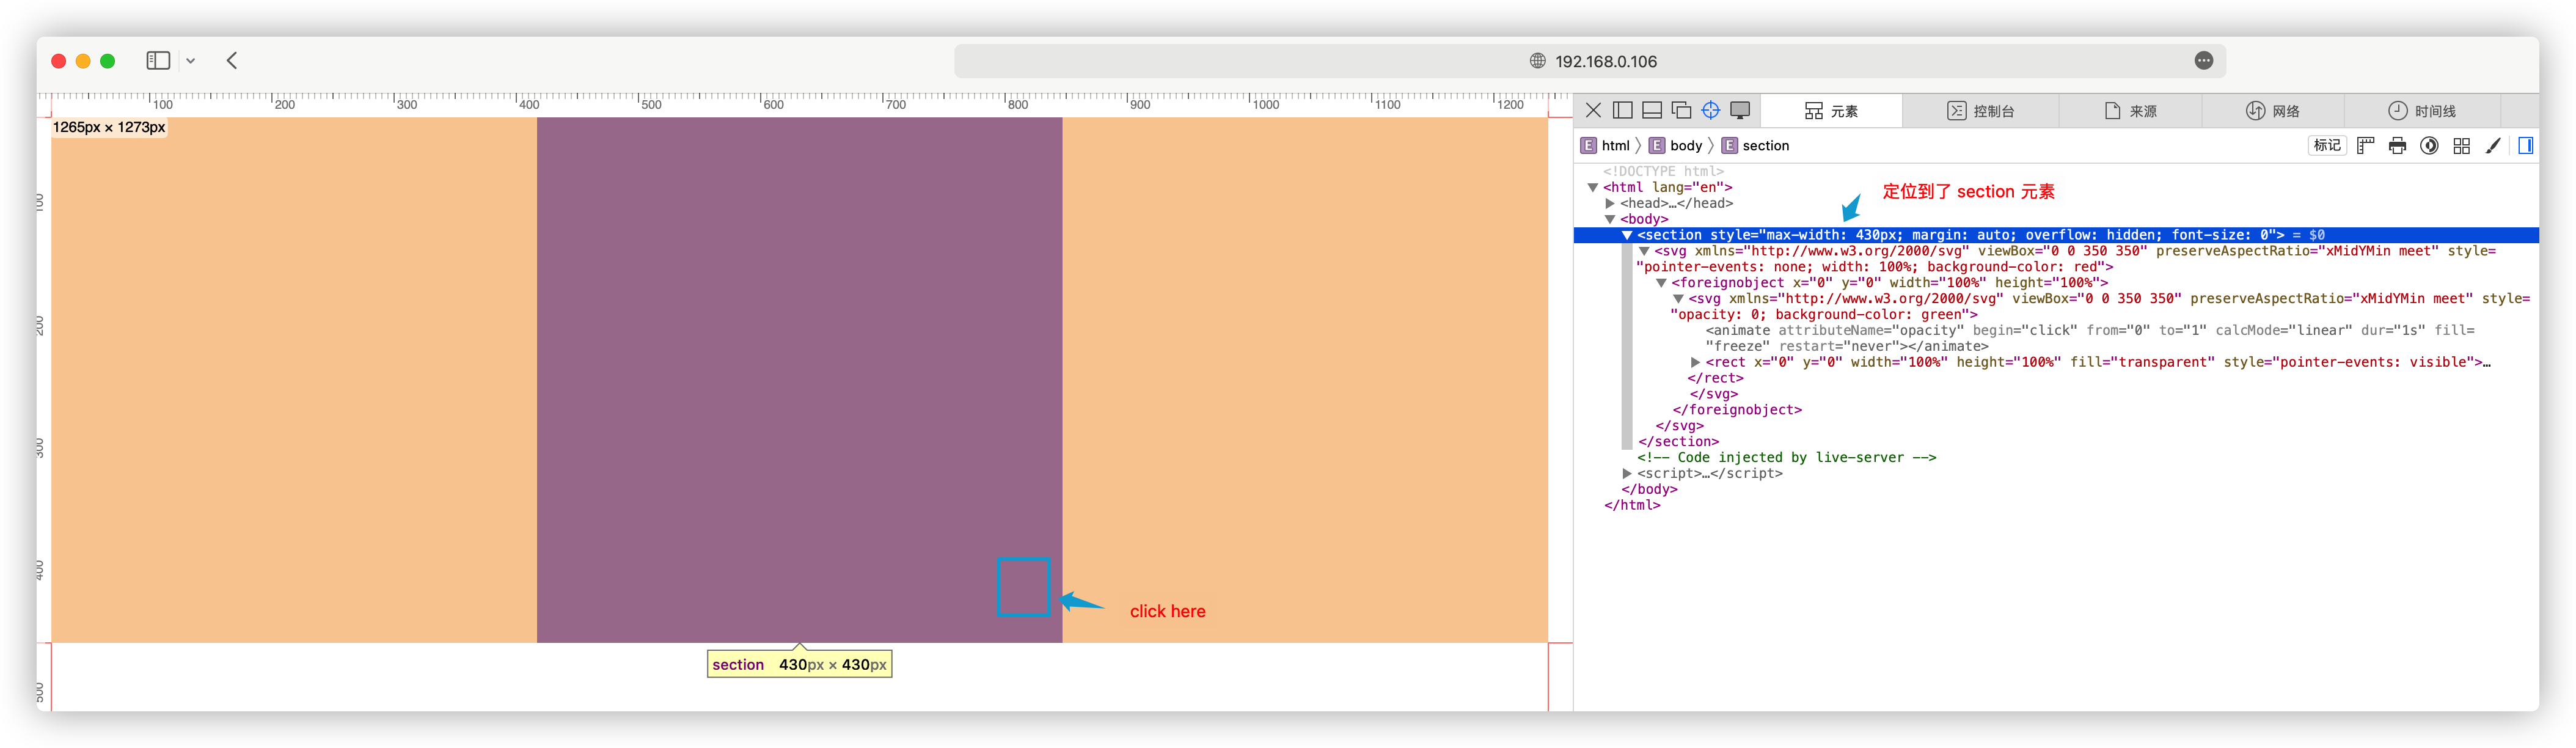 192.168.0.106
100 200 300 400 500 600 700 800 900 1000 1100 1200
1265px × 1273px
100
200
300
400
500
click here
section 430px × 430px
元素 控制台 来源 网络 时间线
E html E body E section 标记
<!DOCTYPE html>
<html lang="en">
<head>…</head>
<body>
定位到了 section 元素
<section style="max-width: 430px; margin: auto; overflow: hidden; font-size: 0"> = $0
<svg xmlns="http://www.w3.org/2000/svg" viewBox="0 0 350 350" preserveAspectRatio="xMidYMin meet" style=
"pointer-events: none; width: 100%; background-color: red">
<foreignobject x="0" y="0" width="100%" height="100%">
<svg xmlns="http://www.w3.org/2000/svg" viewBox="0 0 350 350" preserveAspectRatio="xMidYMin meet" style=
"opacity: 0; background-color: green">
<animate attributeName="opacity" begin="click" from="0" to="1" calcMode="linear" dur="1s" fill=
"freeze" restart="never"></animate>
<rect x="0" y="0" width="100%" height="100%" fill="transparent" style="pointer-events: visible">…
</rect>
</svg>
</foreignobject>
</svg>
</section>
<!-- Code injected by live-server -->
<script>…</script>
</body>
</html>